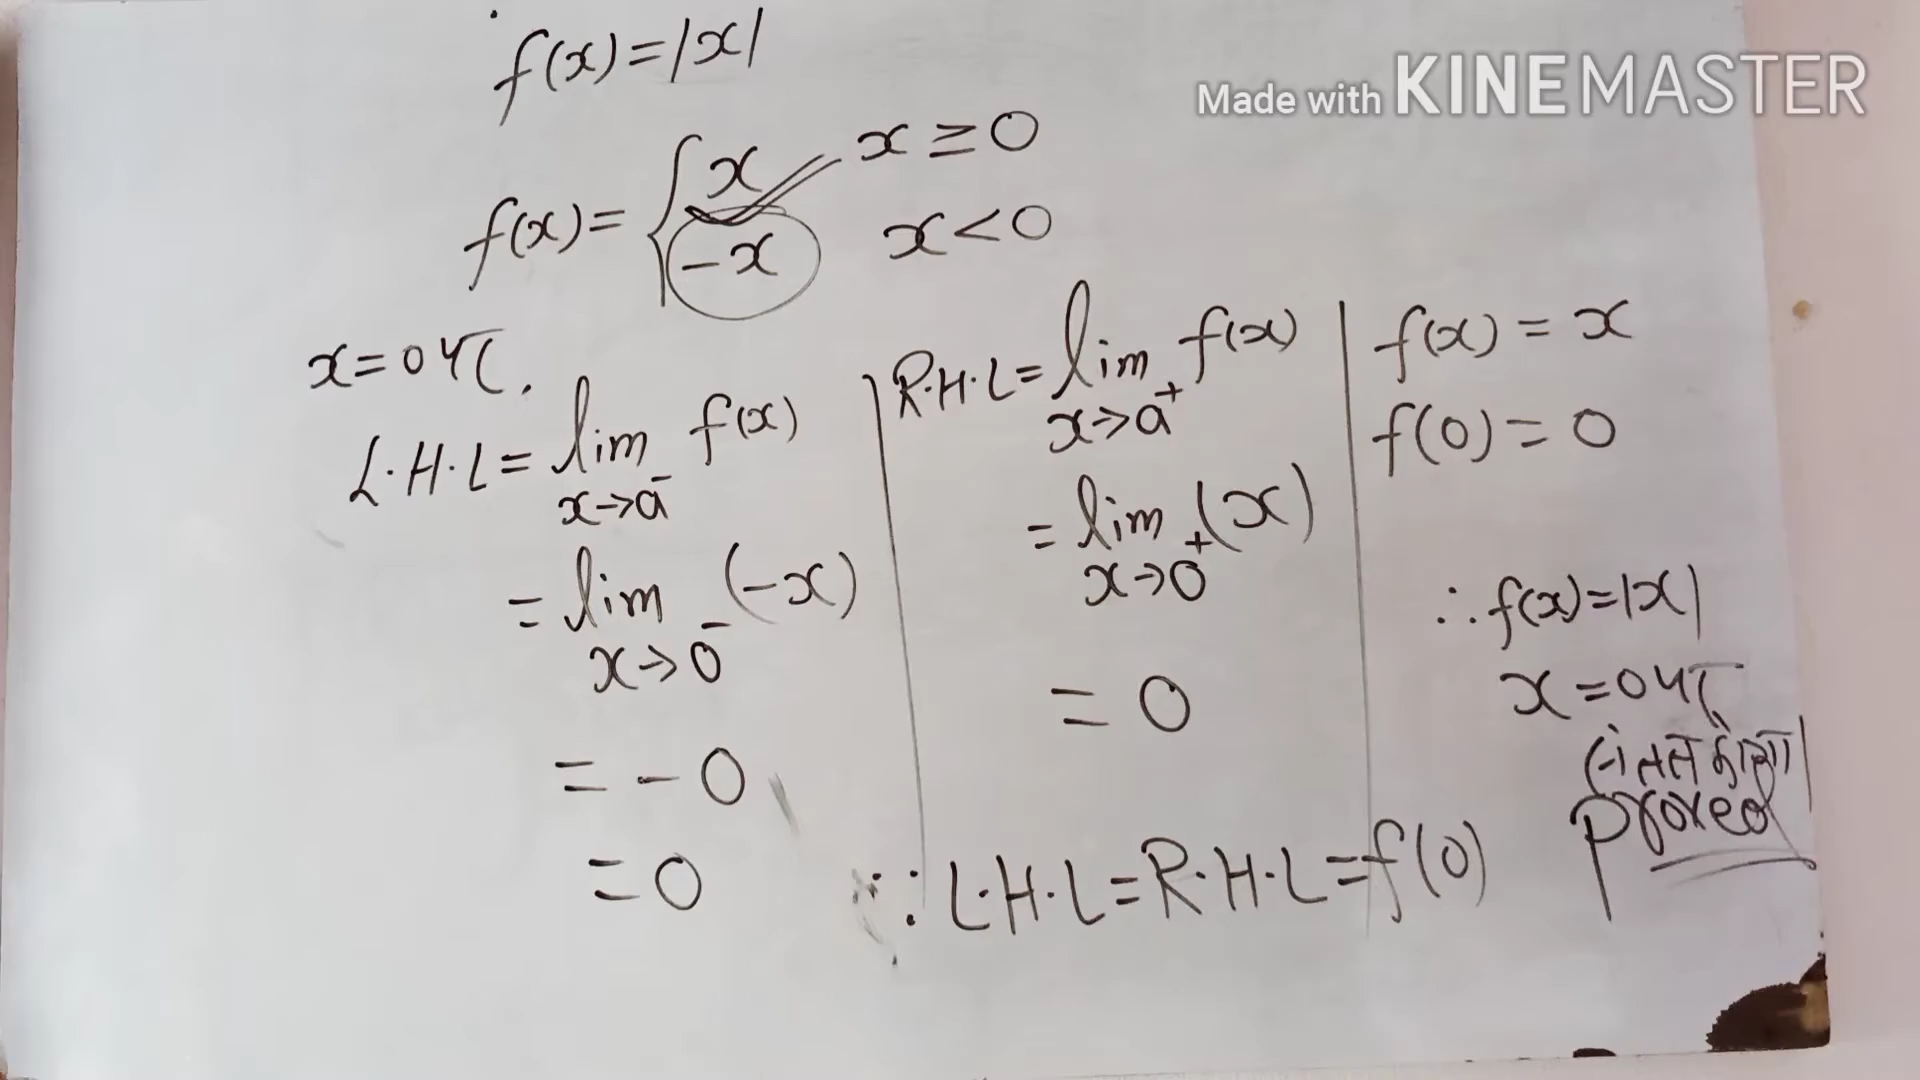 f(x)=|x|
Made with KINEMASTER
f(x)= { x x ≥ 0
-x x < 0
x=0 पर,
L.H.L = lim f(x)
x→a⁻
= lim (-x)
x→0⁻
= -0
= 0
R.H.L = lim f(x)
x→a⁺
= lim (x)
x→0⁺
= 0
f(x) = x
f(0) = 0
∵ L.H.L = R.H.L = f(0)
∴ f(x)=|x|
x = 0 पर
संतत होगा।
proved